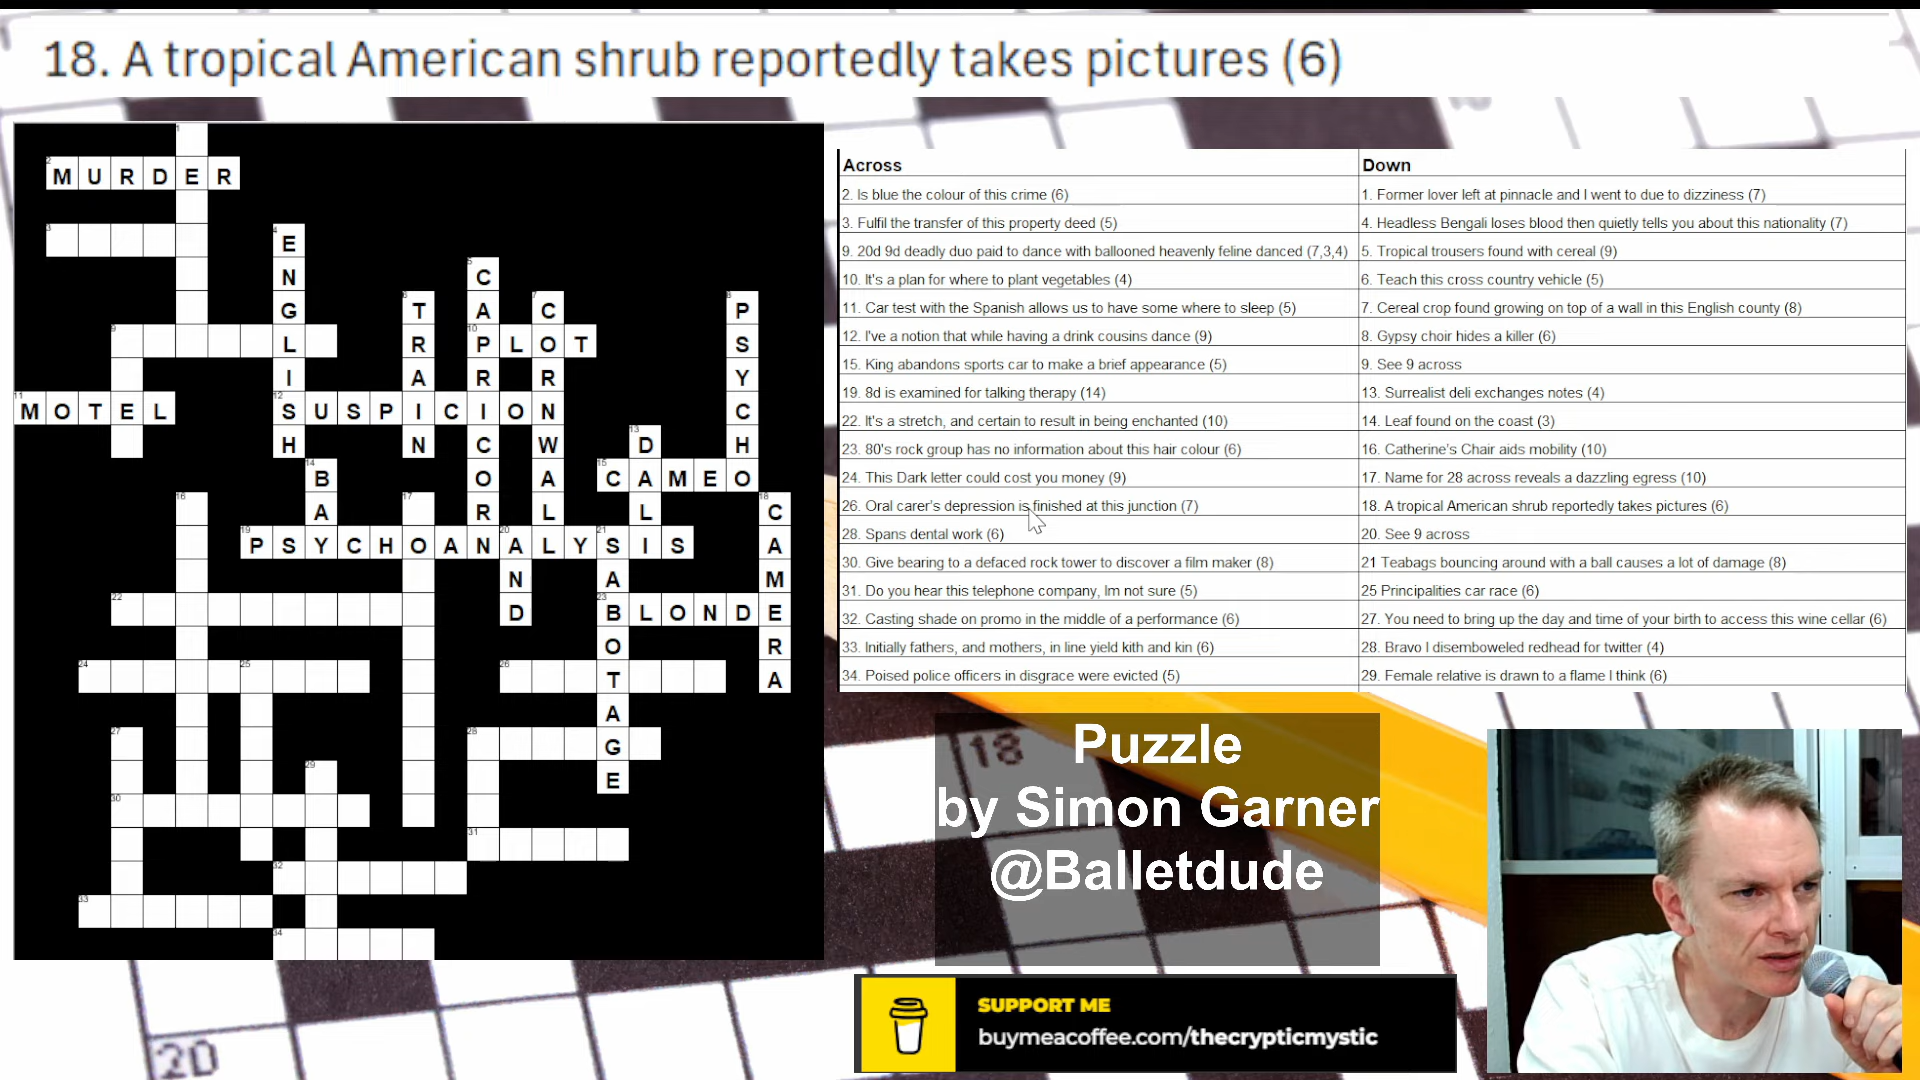 18. A tropical American shrub reportedly takes pictures (6)
Across
2. Is blue the colour of this crime (6)
3. Fulfil the transfer of this property deed (5)
9. 20d 9d deadly duo paid to dance with ballooned heavenly feline danced (7,3,4)
10. It's a plan for where to plant vegetables (4)
11. Car test with the Spanish allows us to have some where to sleep (5)
12. I've a notion that while having a drink cousins dance (9)
15. King abandons sports car to make a brief appearance (5)
19. 8d is examined for talking therapy (14)
22. It's a stretch, and certain to result in being enchanted (10)
23. 80's rock group has no information about this hair colour (6)
24. This Dark letter could cost you money (9)
26. Oral carer's depression is finished at this junction (7)
28. Spans dental work (6)
30. Give bearing to a defaced rock tower to discover a film maker (8)
31. Do you hear this telephone company, Im not sure (5)
32. Casting shade on promo in the middle of a performance (6)
33. Initially fathers, and mothers, in line yield kith and kin (6)
34. Poised police officers in disgrace were evicted (5)
Down
1. Former lover left at pinnacle and I went to due to dizziness (7)
4. Headless Bengali loses blood then quietly tells you about this nationality (7)
5. Tropical trousers found with cereal (9)
6. Teach this cross country vehicle (5)
7. Cereal crop found growing on top of a wall in this English county (8)
8. Gypsy choir hides a killer (6)
9. See 9 across
13. Surrealist deli exchanges notes (4)
14. Leaf found on the coast (3)
16. Catherine's Chair aids mobility (10)
17. Name for 28 across reveals a dazzling egress (10)
18. A tropical American shrub reportedly takes pictures (6)
20. See 9 across
21 Teabags bouncing around with a ball causes a lot of damage (8)
25 Principalities car race (6)
27. You need to bring up the day and time of your birth to access this wine cellar (6)
28. Bravo I disemboweled redhead for twitter (4)
29. Female relative is drawn to a flame I think (6)
MURDER
ENGLISH
CAPRICORN
TRAIN
CORNWALL
PSYCHO
PLOT
MOTEL
SUSPICION
DALI
BAY
CAMEO
CAMERA
PSYCHOANALYSIS
AND
SABOTAGE
BLONDE
Puzzle
by Simon Garner
@Balletdude
18
20
SUPPORT ME
buymeacoffee.com/thecrypticmystic